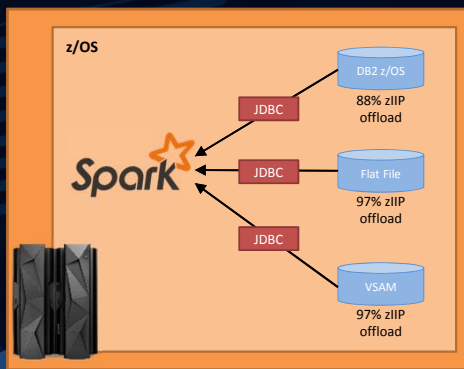 z/OS
DB2 z/OS
88% zIIP
offload
JDBC
Spark
JDBC
Flat File
97% zIIP
offload
JDBC
VSAM
97% zIIP
offload